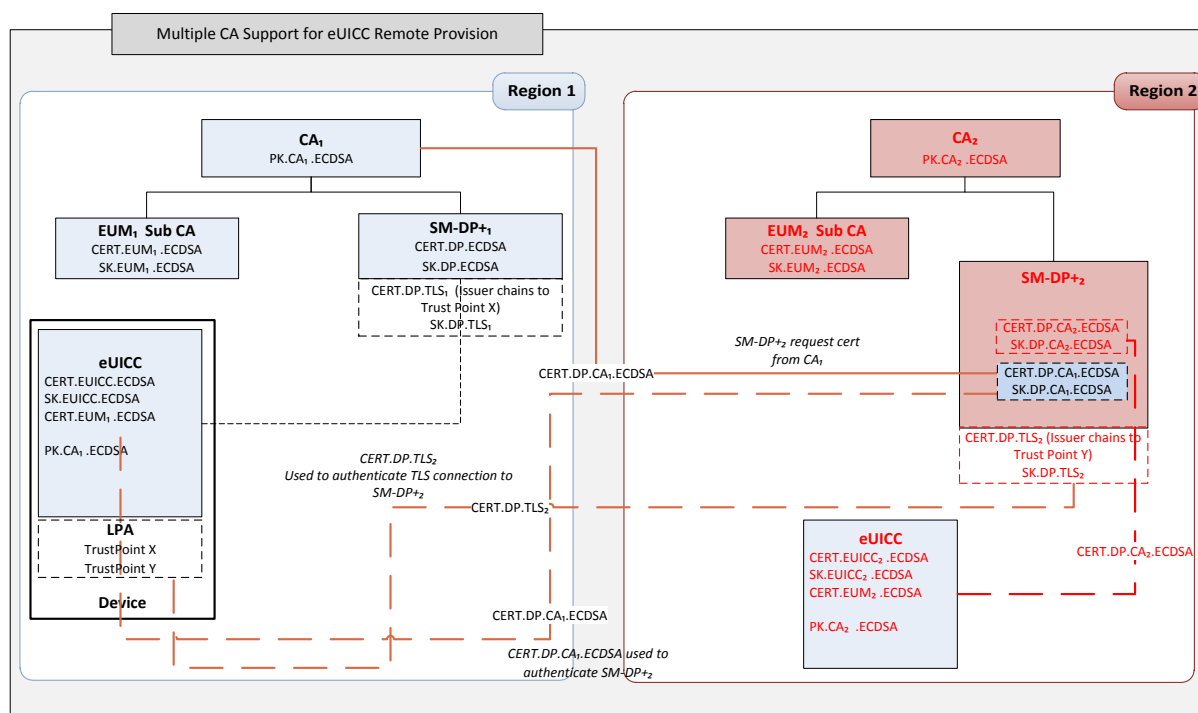 Multiple CA Support for eUICC Remote Provision
Region 1
CA₁
PK.CA₁ .ECDSA
EUM₁ Sub CA
CERT.EUM₁ .ECDSA
SK.EUM₁ .ECDSA
SM-DP+₁
CERT.DP.ECDSA
SK.DP.ECDSA
CERT.DP.TLS₁ (Issuer chains to
Trust Point X)
SK.DP.TLS₁
eUICC
CERT.EUICC.ECDSA
SK.EUICC.ECDSA
CERT.EUM₁ .ECDSA
PK.CA₁ .ECDSA
LPA
TrustPoint X
TrustPoint Y
Device
CERT.DP.TLS₂
Used to authenticate TLS connection to
SM-DP+₂
CERT.DP.TLS₂
CERT.DP.CA₁.ECDSA
CERT.DP.CA₁.ECDSA
CERT.DP.CA₁.ECDSA used to
authenticate SM-DP+₂
Region 2
CA₂
PK.CA₂ .ECDSA
EUM₂ Sub CA
CERT.EUM₂ .ECDSA
SK.EUM₂ .ECDSA
SM-DP+₂
CERT.DP.CA₂.ECDSA
SK.DP.CA₂.ECDSA
CERT.DP.CA₁.ECDSA
SK.DP.CA₁.ECDSA
CERT.DP.TLS₂ (Issuer chains to
Trust Point Y)
SK.DP.TLS₂
SM-DP+₂ request cert
from CA₁
eUICC
CERT.EUICC₂ .ECDSA
SK.EUICC₂ .ECDSA
CERT.EUM₂ .ECDSA
PK.CA₂ .ECDSA
CERT.DP.CA₂.ECDSA